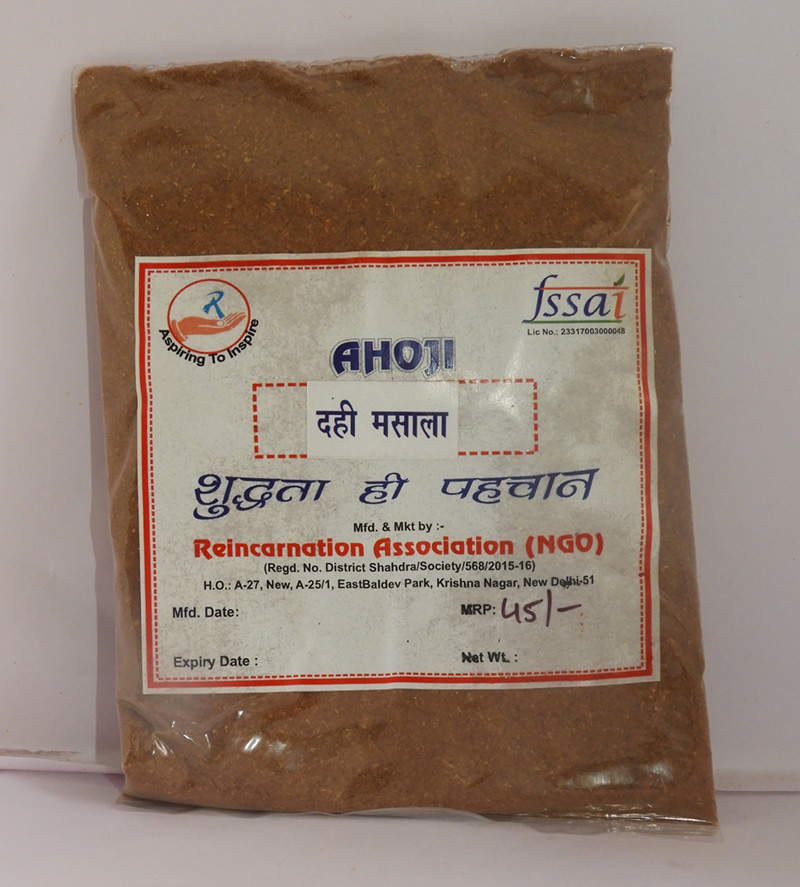 R
Aspiring To Inspire
fssai
Lic No.: 23317003000048
AHOJI
दही मसाला
शुद्धता ही पहचान
Mfd. & Mkt by :-
Reincarnation Association (NGO)
(Regd. No. District Shahdra/Society/568/2015-16)
H.O.: A-27, New, A-25/1, EastBaldev Park, Krishna Nagar, New Delhi-51
Mfd. Date: MRP: 45/-
Expiry Date : Net Wt. :